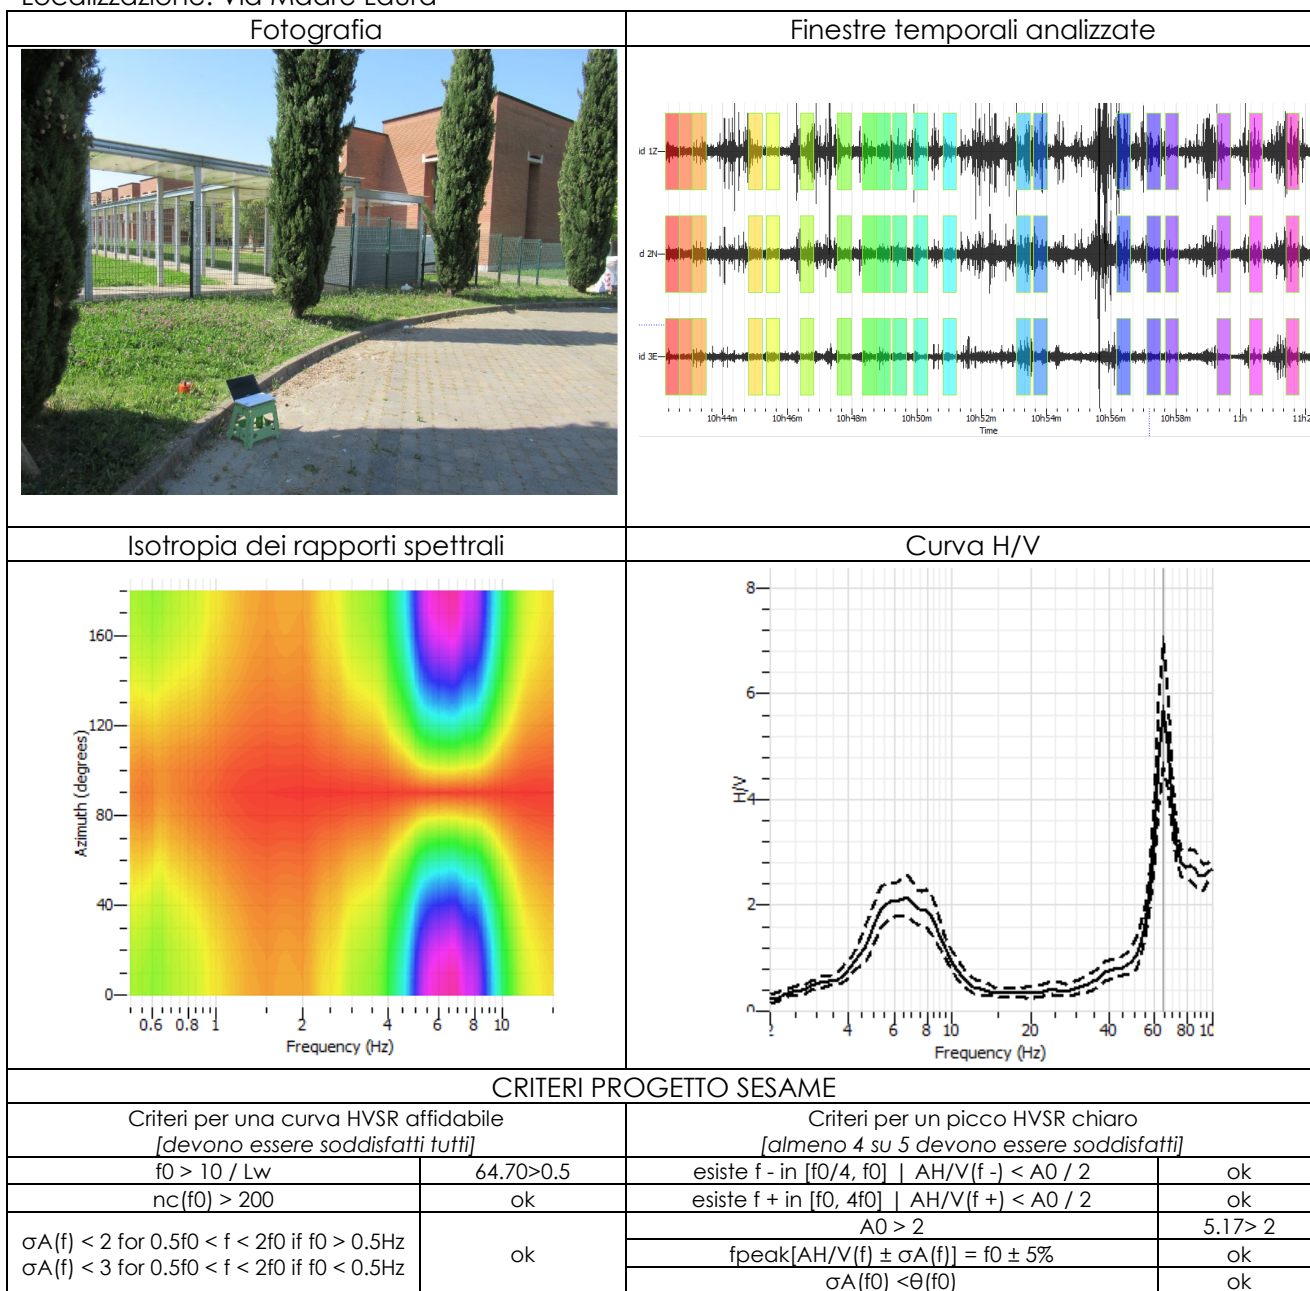 Localizzazione: Via Madre Laura
Fotografia
Finestre temporali analizzate
id 1Z
d 2N
id 3E
10h44m 10h46m 10h48m 10h50m 10h52m 10h54m 10h56m 10h58m 11h 11h2
Time
Isotropia dei rapporti spettrali
Curva H/V
160
120
80
40
0
Azimuth (degrees)
0.6 0.8 1 2 4 6 8 10
Frequency (Hz)
8
6
4
2
0
H/V
2 4 6 8 10 20 40 60 80 10
Frequency (Hz)
CRITERI PROGETTO SESAME
Criteri per una curva HVSR affidabile
[devono essere soddisfatti tutti]
Criteri per un picco HVSR chiaro
[almeno 4 su 5 devono essere soddisfatti]
f0 > 10 / Lw 64.70>0.5
esiste f - in [f0/4, f0] | AH/V(f -) < A0 / 2 ok
nc(f0) > 200 ok
esiste f + in [f0, 4f0] | AH/V(f +) < A0 / 2 ok
σA(f) < 2 for 0.5f0 < f < 2f0 if f0 > 0.5Hz
σA(f) < 3 for 0.5f0 < f < 2f0 if f0 < 0.5Hz
ok
A0 > 2 5.17> 2
fpeak[AH/V(f) ± σA(f)] = f0 ± 5% ok
σA(f0) <θ(f0) ok